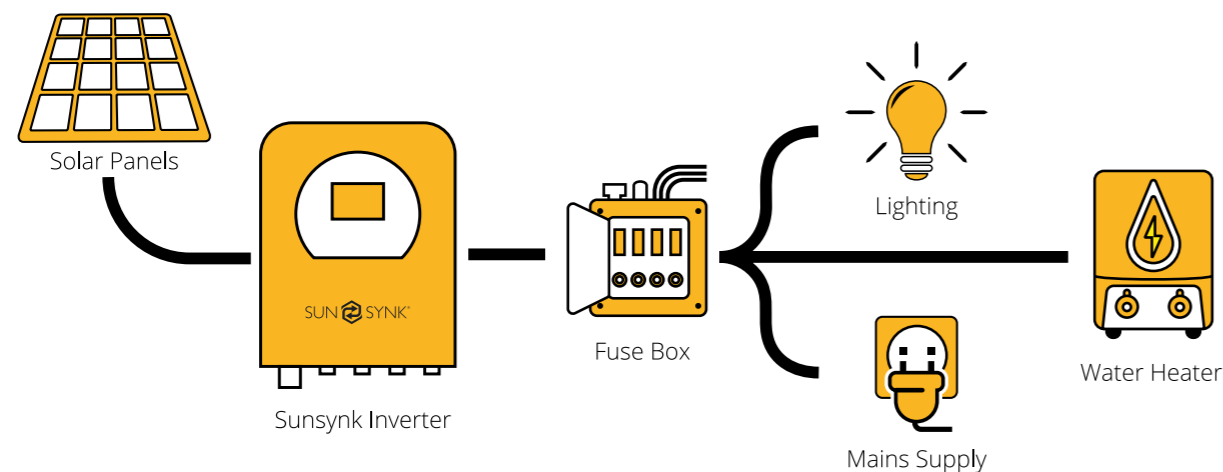 Solar Panels
SUN SYNK®
Sunsynk Inverter
Fuse Box
Lighting
Mains Supply
Water Heater